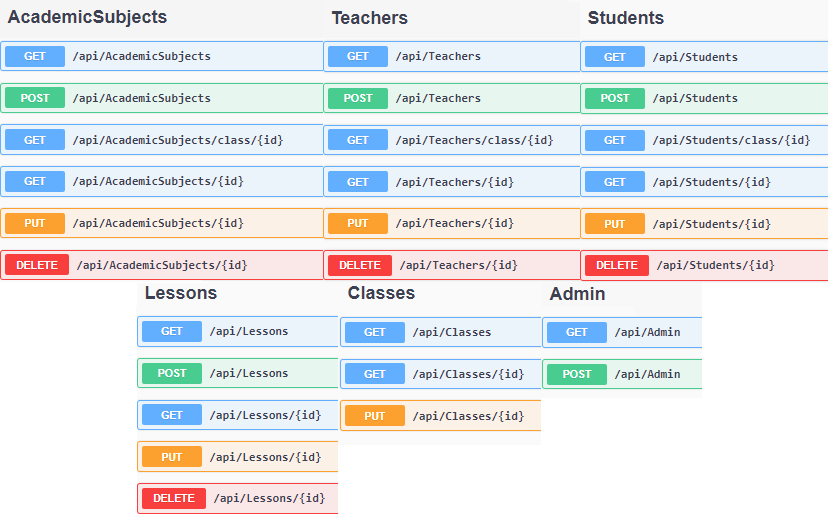 AcademicSubjects
GET /api/AcademicSubjects
POST /api/AcademicSubjects
GET /api/AcademicSubjects/class/{id}
GET /api/AcademicSubjects/{id}
PUT /api/AcademicSubjects/{id}
DELETE /api/AcademicSubjects/{id}
Teachers
GET /api/Teachers
POST /api/Teachers
GET /api/Teachers/class/{id}
GET /api/Teachers/{id}
PUT /api/Teachers/{id}
DELETE /api/Teachers/{id}
Students
GET /api/Students
POST /api/Students
GET /api/Students/class/{id}
GET /api/Students/{id}
PUT /api/Students/{id}
DELETE /api/Students/{id}
Lessons
GET /api/Lessons
POST /api/Lessons
GET /api/Lessons/{id}
PUT /api/Lessons/{id}
DELETE /api/Lessons/{id}
Classes
GET /api/Classes
GET /api/Classes/{id}
PUT /api/Classes/{id}
Admin
GET /api/Admin
POST /api/Admin